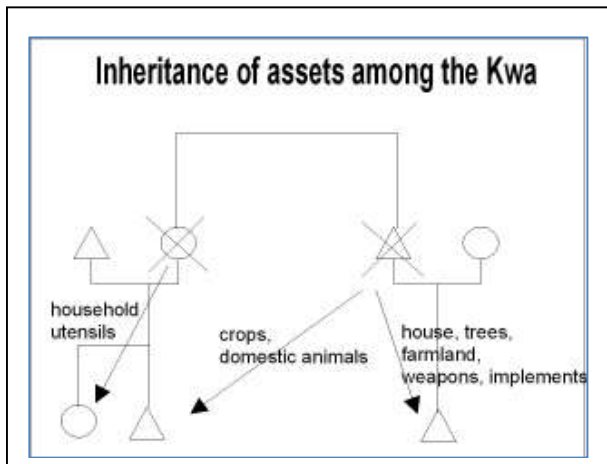 Inheritance of assets among the Kwa
household
utensils
crops,
domestic animals
house, trees,
farmland,
weapons, implements